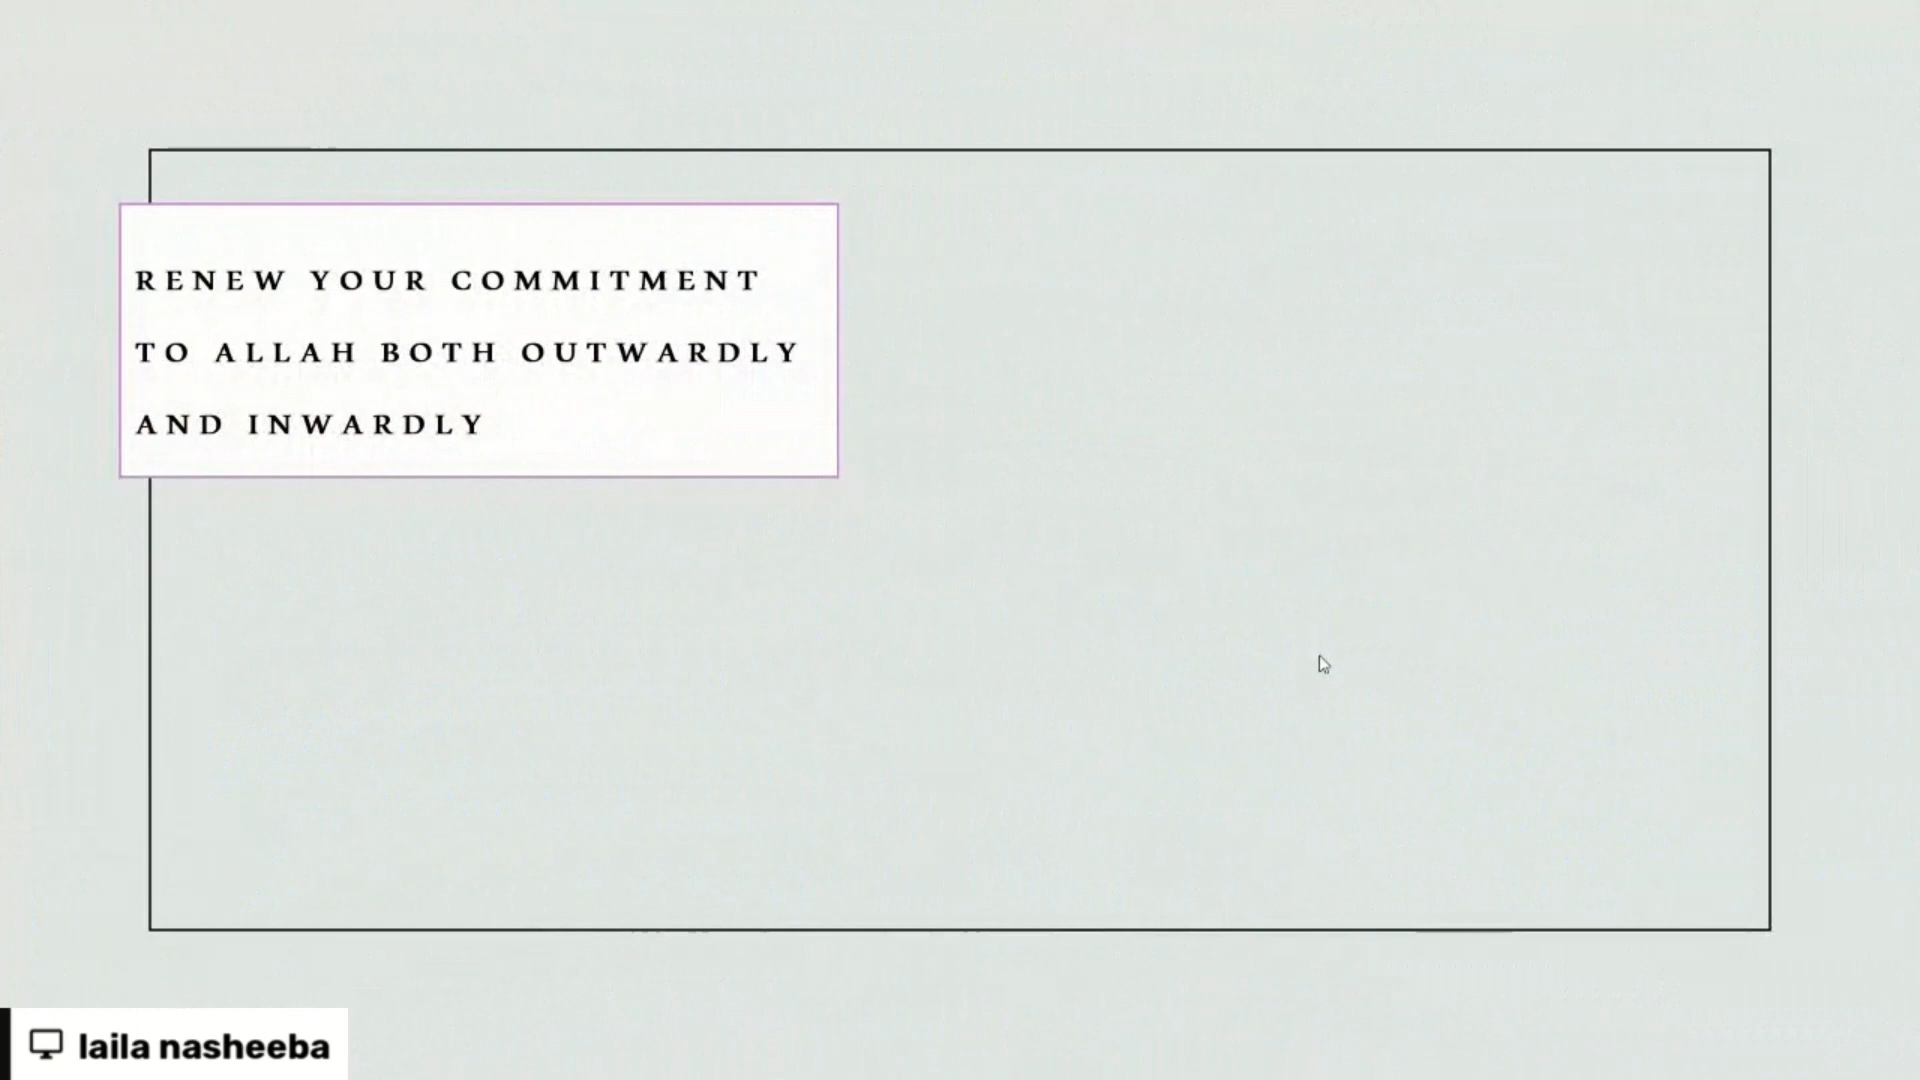 RENEW YOUR COMMITMENT
TO ALLAH BOTH OUTWARDLY
AND INWARDLY
laila nasheeba